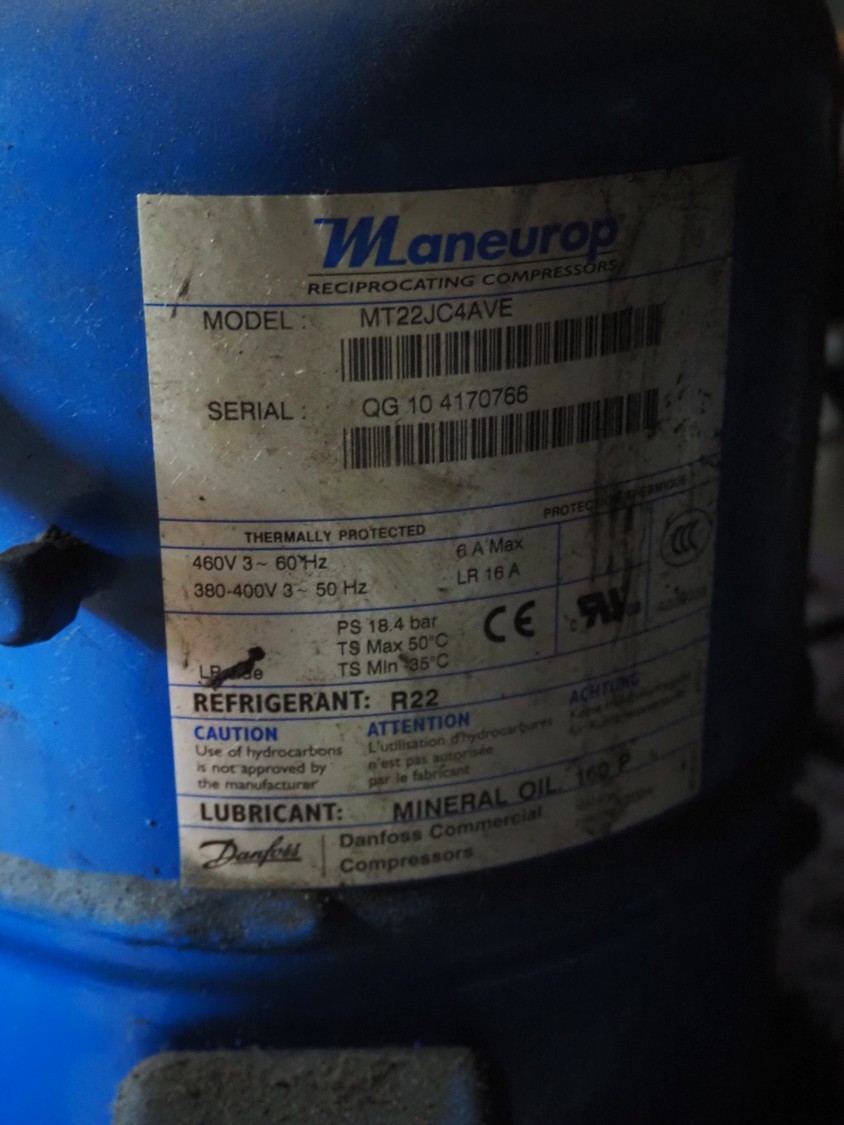 Maneurop
RECIPROCATING COMPRESSORS
MODEL : MT22JC4AVE
SERIAL : QG 10 4170766
THERMALLY PROTECTED PROTECTION THERMIQUE
460V 3~ 60 Hz 6 A Max
380-400V 3~ 50 Hz LR 16 A
PS 18.4 bar
TS Max 50°C
LP TS Min -35°C
CE
REFRIGERANT: R22
CAUTION ATTENTION ACHTUNG
Use of hydrocarbons L'utilisation d'hydrocarbures
is not approved by n'est pas autorisée
the manufacturer par le fabricant
LUBRICANT: MINERAL OIL 160 P
Danfoss Danfoss Commercial
Compressors